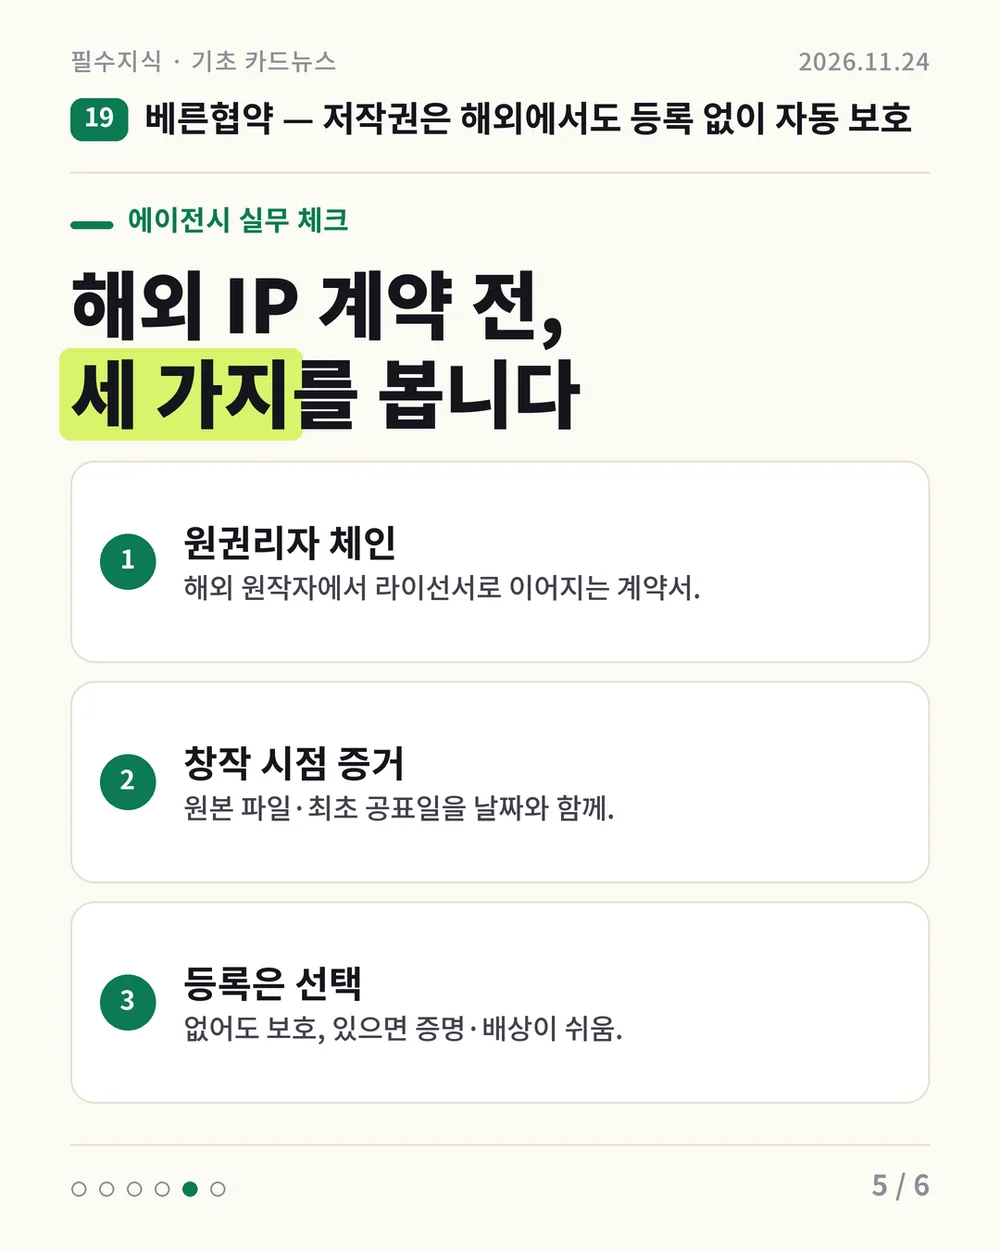 필수지식 · 기초 카드뉴스
2026.11.24
19 베른협약 — 저작권은 해외에서도 등록 없이 자동 보호
에이전시 실무 체크
해외 IP 계약 전,
세 가지를 봅니다
1 원권리자 체인
해외 원작자에서 라이선서로 이어지는 계약서.
2 창작 시점 증거
원본 파일·최초 공표일을 날짜와 함께.
3 등록은 선택
없어도 보호, 있으면 증명·배상이 쉬움.
5 / 6